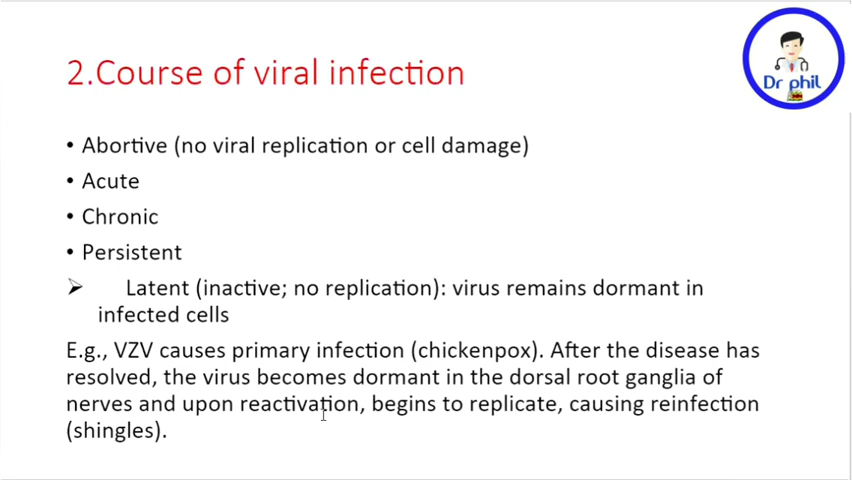 2.Course of viral infection
Dr phil
• Abortive (no viral replication or cell damage)
• Acute
• Chronic
• Persistent
➢ Latent (inactive; no replication): virus remains dormant in
infected cells
E.g., VZV causes primary infection (chickenpox). After the disease has
resolved, the virus becomes dormant in the dorsal root ganglia of
nerves and upon reactivation, begins to replicate, causing reinfection
(shingles).